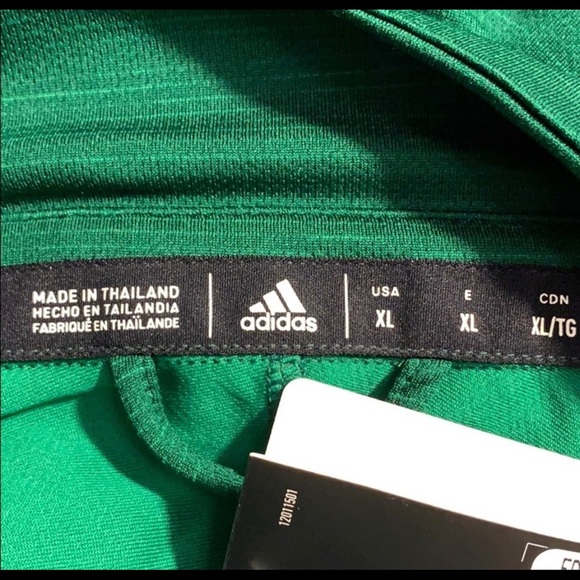 MADE IN THAILAND
HECHO EN TAILANDIA
FABRIQUÉ EN THAÏLANDE
adidas
USA
XL
E
XL
CDN
XL/TG
12011501